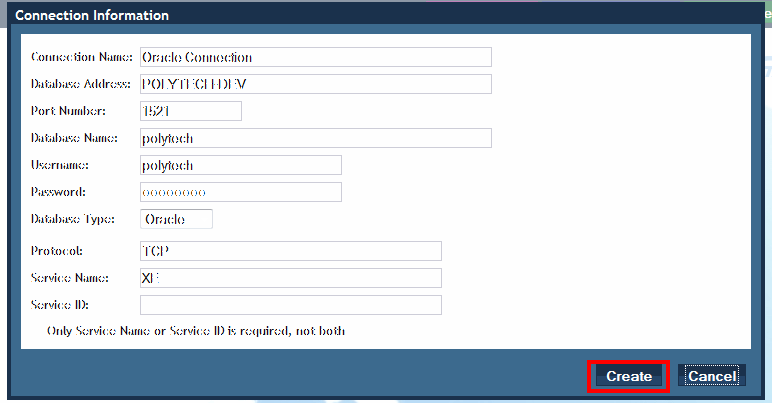 Connection Information
Connection Name: Oracle Connection
Database Address: POLYTECH-DEV
Port Number: 1521
Database Name: polytech
Username: polytech
Password:
Database Type: Oracle
Protocol: TCP
Service Name: XE
Service ID:
Only Service Name or Service ID is required, not both
Create Cancel